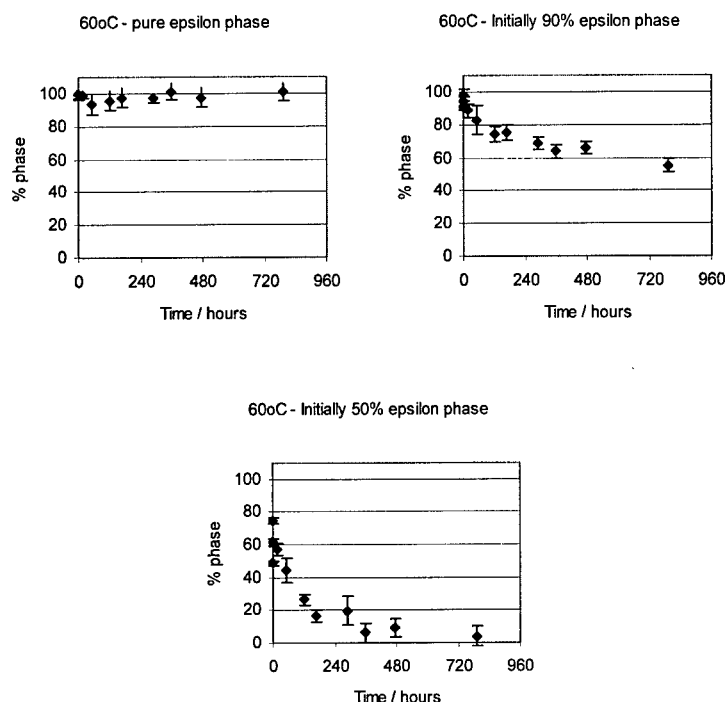 60oC - pure epsilon phase
% phase
100
80
60
40
20
0
0 240 480 720 960
Time / hours
60oC- Initially 90% epsilon phase
% phase
100
80
60
40
20
0
0 240 480 720 960
Time / hours
60oC - Initially 50% epsilon phase
% phase
100
80
60
40
20
0
0 240 480 720 960
Time / hours